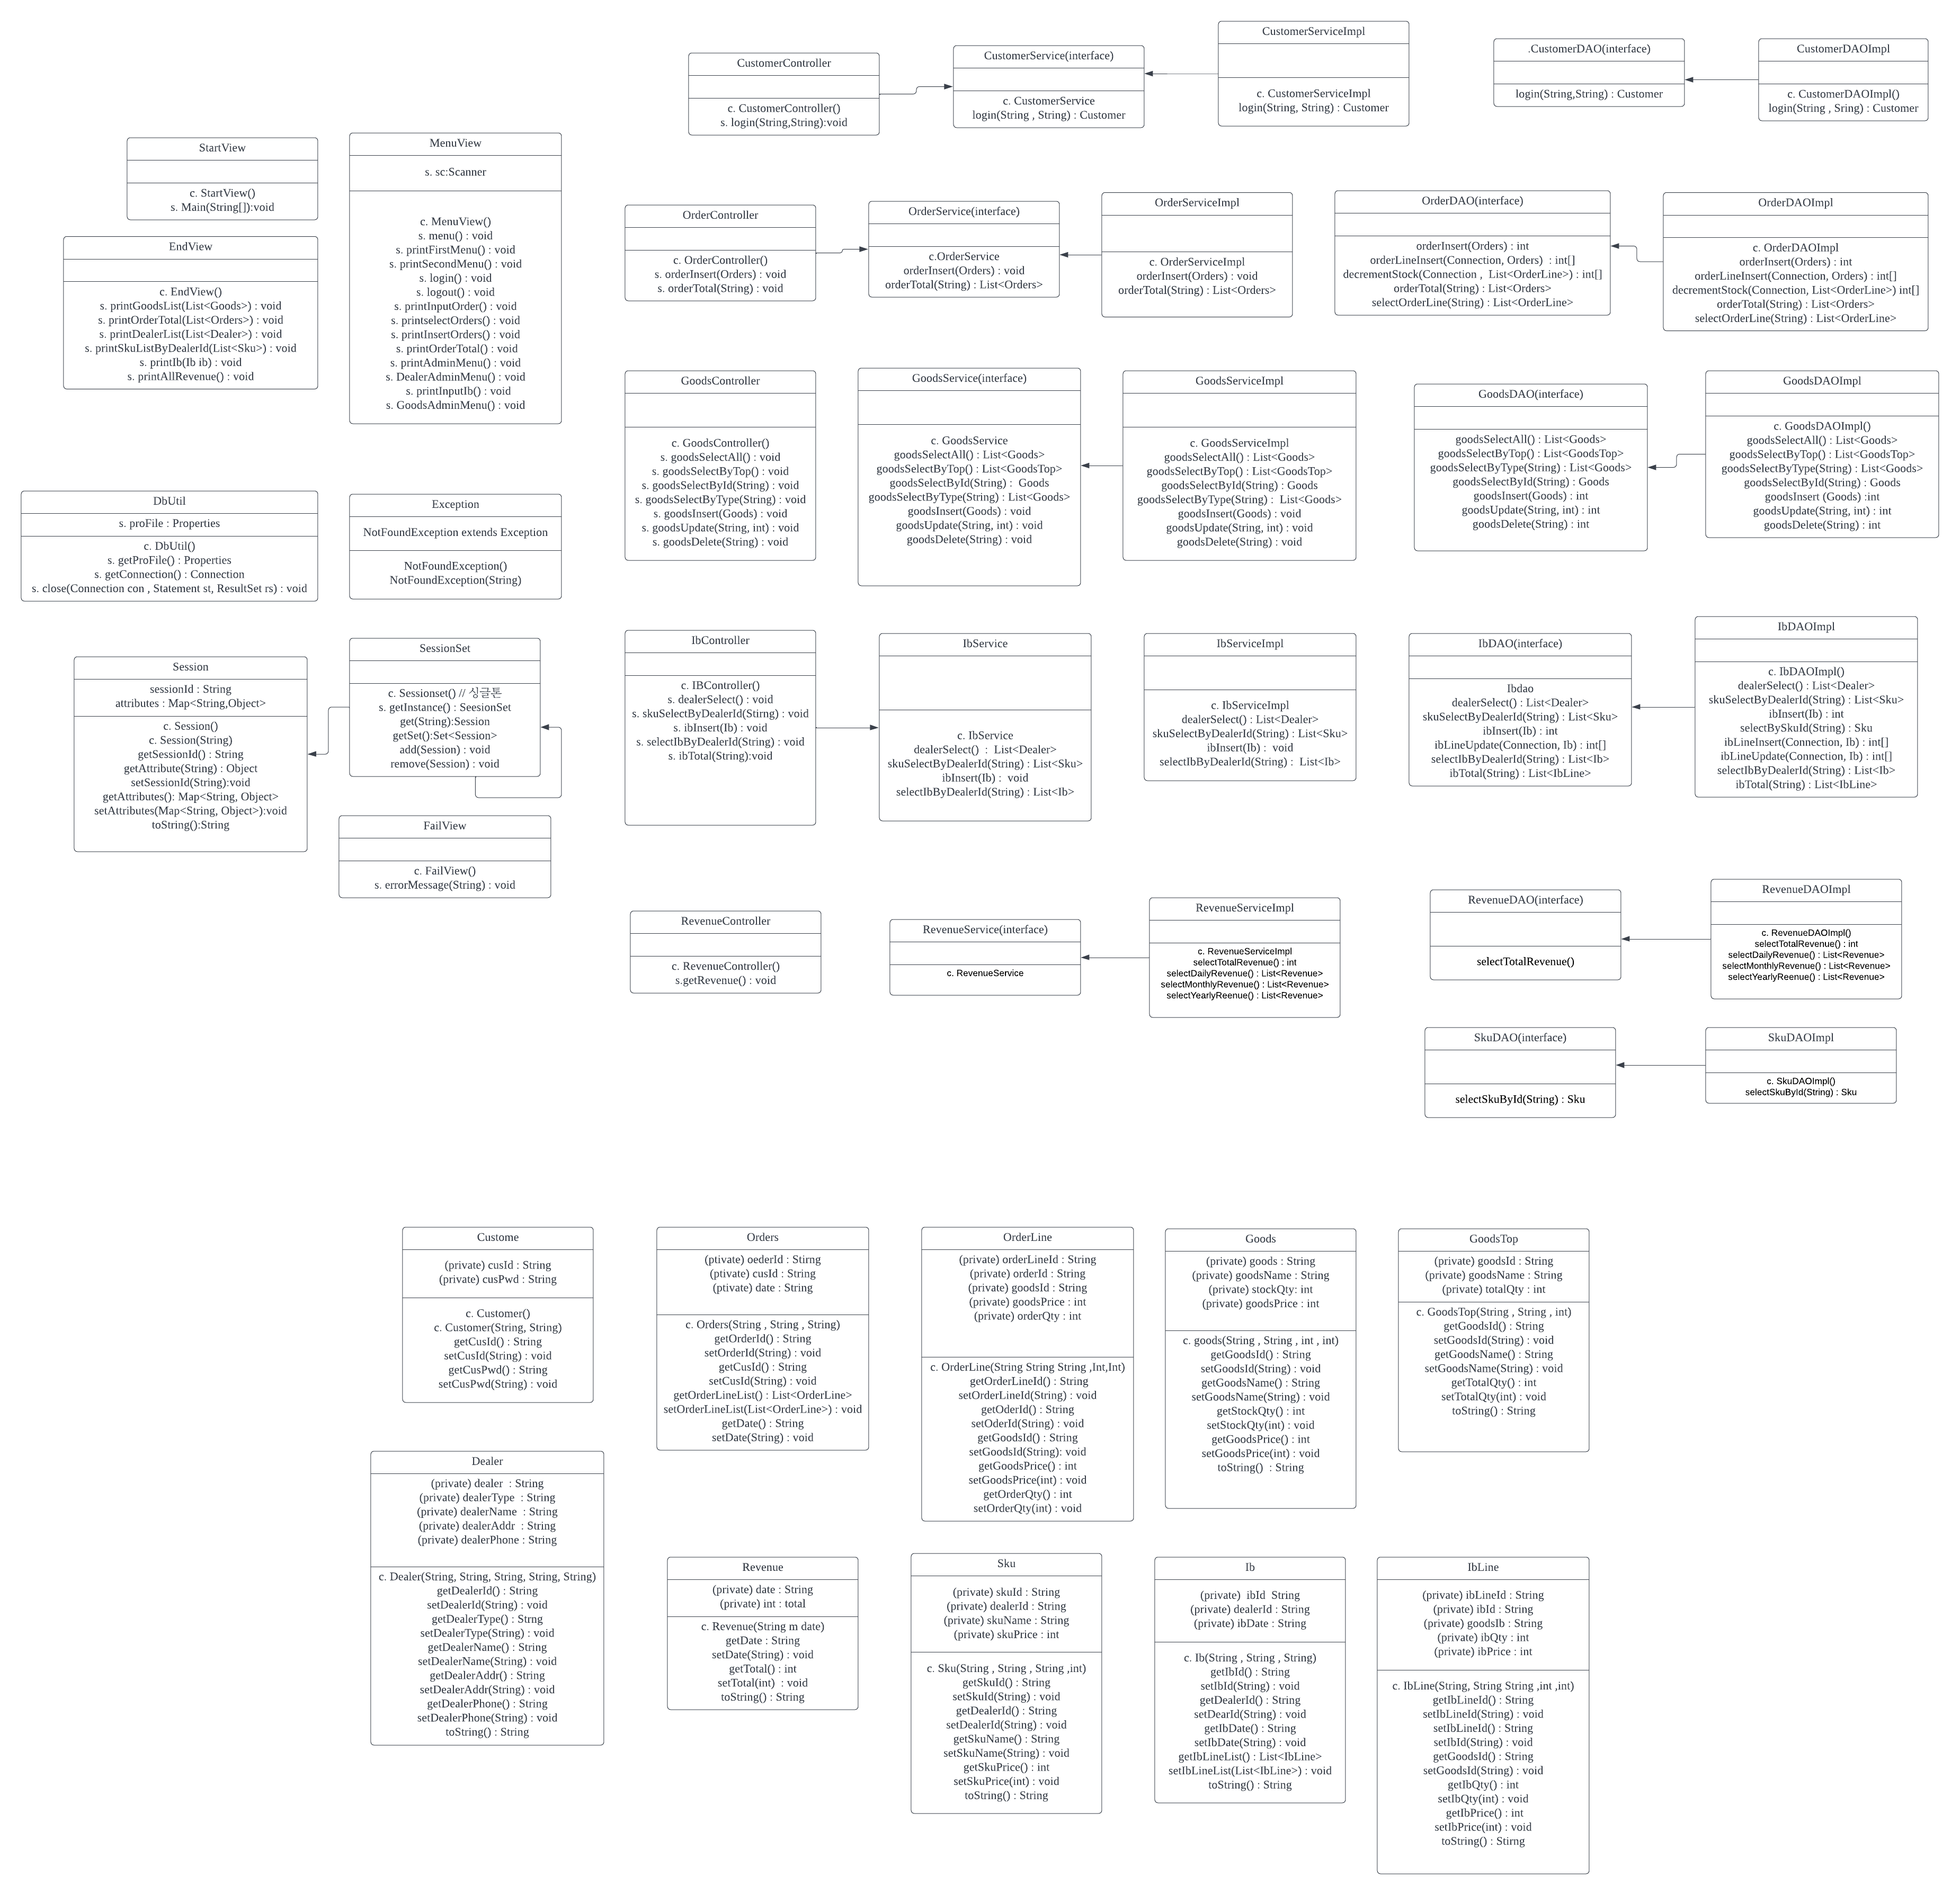 CustomerController
c. CustomerController()
s. login(String,String):void
CustomerService(interface)
c. CustomerService
login(String , String) : Customer
CustomerServiceImpl
c. CustomerServiceImpl
login(String, String) : Customer
.CustomerDAO(interface)
login(String,String) : Customer
CustomerDAOImpl
c. CustomerDAOImpl()
login(String , Sring) : Customer
StartView
c. StartView()
s. Main(String[]):void
MenuView
s. sc:Scanner
c. MenuView()
s. menu() : void
s. printFirstMenu() : void
s. printSecondMenu() : void
s. login() : void
s. logout() : void
s. printInputOrder() : void
s. printselectOrders() : void
s. printInsertOrders() : void
s. printOrderTotal() : void
s. printAdminMenu() : void
s. DealerAdminMenu() : void
s. printInputIb() : void
s. GoodsAdminMenu() : void
EndView
c. EndView()
s. printGoodsList(List<Goods>) : void
s. printOrderTotal(List<Orders>) : void
s. printDealerList(List<Dealer>) : void
s. printSkuListByDealerId(List<Sku>) : void
s. printIb(Ib ib) : void
s. printAllRevenue() : void
OrderController
c. OrderController()
s. orderInsert(Orders) : void
s. orderTotal(String) : void
OrderService(interface)
c.OrderService
orderInsert(Orders) : void
orderTotal(String) : List<Orders>
OrderServiceImpl
c. OrderServiceImpl
orderInsert(Orders) : void
orderTotal(String) : List<Orders>
OrderDAO(interface)
orderInsert(Orders) : int
orderLineInsert(Connection, Orders)  : int[]
decrementStock(Connection ,  List<OrderLine>) : int[]
orderTotal(String) : List<Orders>
selectOrderLine(String) : List<OrderLine>
OrderDAOImpl
c. OrderDAOImpl
orderInsert(Orders) : int
orderLineInsert(Connection, Orders) : int[]
decrementStock(Connection, List<OrderLine>) int[]
orderTotal(String) : List<Orders>
selectOrderLine(String) : List<OrderLine>
GoodsController
c. GoodsController()
s. goodsSelectAll() : void
s. goodsSelectByTop() : void
s. goodsSelectById(String) : void
s. goodsSelectByType(String) : void
s. goodsInsert(Goods) : void
s. goodsUpdate(String, int) : void
s. goodsDelete(String) : void
GoodsService(interface)
c. GoodsService
goodsSelectAll() : List<Goods>
goodsSelectByTop() : List<GoodsTop>
goodsSelectById(String) :  Goods
goodsSelectByType(String) : List<Goods>
goodsInsert(Goods) : void
goodsUpdate(String, int) : void
goodsDelete(String) : void
GoodsServiceImpl
c. GoodsServiceImpl
goodsSelectAll() : List<Goods>
goodsSelectByTop() : List<GoodsTop>
goodsSelectById(String) : Goods
goodsSelectByType(String) :  List<Goods>
goodsInsert(Goods) : void
goodsUpdate(String, int) : void
goodsDelete(String) : void
GoodsDAO(interface)
goodsSelectAll() : List<Goods>
goodsSelectByTop() : List<GoodsTop>
goodsSelectByType(String) : List<Goods>
goodsSelectById(String) : Goods
goodsInsert(Goods) : int
goodsUpdate(String, int) : int
goodsDelete(String) : int
GoodsDAOImpl
c. GoodsDAOImpl()
goodsSelectAll() : List<Goods>
goodsSelectByTop() : List<GoodsTop>
goodsSelectByType(String) : List<Goods>
goodsSelectById(String) : Goods
goodsInsert (Goods) :int
goodsUpdate(String, int) : int
goodsDelete(String) : int
DbUtil
s. proFile : Properties
c. DbUtil()
s. getProFile() : Properties
s. getConnection() : Connection
s. close(Connection con , Statement st, ResultSet rs) : void
Exception
NotFoundException extends Exception
NotFoundException()
NotFoundException(String)
Session
sessionId : String
attributes : Map<String,Object>
c. Session()
c. Session(String)
getSessionId() : String
getAttribute(String) : Object
setSessionId(String):void
getAttributes(): Map<String, Object>
setAttributes(Map<String, Object>):void
toString():String
SessionSet
c. Sessionset() // 싱글톤
s. getInstance() : SeesionSet
get(String):Session
getSet():Set<Session>
add(Session) : void
remove(Session) : void
FailView
c. FailView()
s. errorMessage(String) : void
IbController
c. IBController()
s. dealerSelect() : void
s. skuSelectByDealerId(Stirng) : void
s. ibInsert(Ib) : void
s. selectIbByDealerId(String) : void
s. ibTotal(String):void
IbService
c. IbService
dealerSelect()  :  List<Dealer>
skuSelectByDealerId(String) : List<Sku>
ibInsert(Ib) :  void
selectIbByDealerId(String) : List<Ib>
IbServiceImpl
c. IbServiceImpl
dealerSelect() : List<Dealer>
skuSelectByDealerId(String) : List<Sku>
ibInsert(Ib) :  void
selectIbByDealerId(String) :  List<Ib>
IbDAO(interface)
Ibdao
dealerSelect() : List<Dealer>
skuSelectByDealerId(String) : List<Sku>
ibInsert(Ib) : int
ibLineUpdate(Connection, Ib) : int[]
selectIbByDealerId(String) : List<Ib>
ibTotal(String) : List<IbLine>
IbDAOImpl
c. IbDAOImpl()
dealerSelect() : List<Dealer>
skuSelectByDealerId(String) : List<Sku>
ibInsert(Ib) : int
selectBySkuId(String) : Sku
ibLineInsert(Connection, Ib) : int[]
ibLineUpdate(Connection, Ib) : int[]
selectIbByDealerId(String) : List<Ib>
ibTotal(String) : List<IbLine>
RevenueController
c. RevenueController()
s.getRevenue() : void
RevenueService(interface)
c. RevenueService
RevenueServiceImpl
c. RevenueServiceImpl
selectTotalRevenue() : int
selectDailyRevenue() : List<Revenue>
selectMonthlyRevenue() : List<Revenue>
selectYearlyReenue() : List<Revenue>
RevenueDAO(interface)
selectTotalRevenue()
RevenueDAOImpl
c. RevenueDAOImpl()
selectTotalRevenue() : int
selectDailyRevenue() : List<Revenue>
selectMonthlyRevenue() : List<Revenue>
selectYearlyReenue() : List<Revenue>
SkuDAO(interface)
selectSkuById(String) : Sku
SkuDAOImpl
c. SkuDAOImpl()
selectSkuById(String) : Sku
Custome
(private) cusId : String
(private) cusPwd : String
c. Customer()
c. Customer(String, String)
getCusId() : String
setCusId(String) : void
getCusPwd() : String
setCusPwd(String) : void
Orders
(ptivate) oederId : Stirng
(ptivate) cusId : String
(ptivate) date : String
c. Orders(String , String , String)
getOrderId() : String
setOrderId(String) : void
getCusId() : String
setCusId(String) : void
getOrderLineList() : List<OrderLine>
setOrderLineList(List<OrderLine>) : void
getDate() : String
setDate(String) : void
OrderLine
(private) orderLineId : String
(private) orderId : String
(private) goodsId : String
(private) goodsPrice : int
(private) orderQty : int
c. OrderLine(String String String ,Int,Int)
getOrderLineId() : String
setOrderLineId(String) : void
getOderId() : String
setOderId(String) : void
getGoodsId() : String
setGoodsId(String): void
getGoodsPrice() : int
setGoodsPrice(int) : void
getOrderQty() : int
setOrderQty(int) : void
Goods
(private) goods : String
(private) goodsName : String
(private) stockQty: int
(private) goodsPrice : int
c. goods(String , String , int , int)
getGoodsId() : String
setGoodsId(String) : void
getGoodsName() : String
setGoodsName(String) : void
getStockQty() : int
setStockQty(int) : void
getGoodsPrice() : int
setGoodsPrice(int) : void
toString()  : String
GoodsTop
(private) goodsId : String
(private) goodsName : String
(private) totalQty : int
c. GoodsTop(String , String , int)
getGoodsId() : String
setGoodsId(String) : void
getGoodsName() : String
setGoodsName(String) : void
getTotalQty() : int
setTotalQty(int) : void
toString() : String
Dealer
(private) dealer  : String
(private) dealerType  : String
(private) dealerName  : String
(private) dealerAddr  : String
(private) dealerPhone : String
c. Dealer(String, String, String, String, String)
getDealerId() : String
setDealerId(String) : void
getDealerType() : Strng
setDealerType(String) : void
getDealerName() : String
setDealerName(String) : void
getDealerAddr() : String
setDealerAddr(String) : void
getDealerPhone() : String
setDealerPhone(String) : void
toString() : String
Revenue
(private) date : String
(private) int : total
c. Revenue(String m date)
getDate : String
setDate(String) : void
getTotal() : int
setTotal(int)  : void
toString() : String
Sku
(private) skuId : String
(private) dealerId : String
(private) skuName : String
(private) skuPrice : int
c. Sku(String , String , String ,int)
getSkuId() : String
setSkuId(String) : void
getDealerId() : String
setDealerId(String) : void
getSkuName() : String
setSkuName(String) : void
getSkuPrice() : int
setSkuPrice(int) : void
toString() : String
Ib
(private)  ibId  String
(private) dealerId : String
(private) ibDate : String
c. Ib(String , String , String)
getIbId() : String
setIbId(String) : void
getDealerId() : String
setDearId(String) : void
getIbDate() : String
setIbDate(String) : void
getIbLineList() : List<IbLine>
setIbLineList(List<IbLine>) : void
toString() : String
IbLine
(private) ibLineId : String
(private) ibId : String
(private) goodsIb : String
(private) ibQty : int
(private) ibPrice : int
c. IbLine(String, String String ,int ,int)
getIbLineId() : String
setIbLineId(String) : void
setIbLineId() : String
setIbId(String) : void
getGoodsId() : String
setGoodsId(String) : void
getIbQty() : int
setIbQty(int) : void
getIbPrice() : int
setIbPrice(int) : void
toString() : Stirng